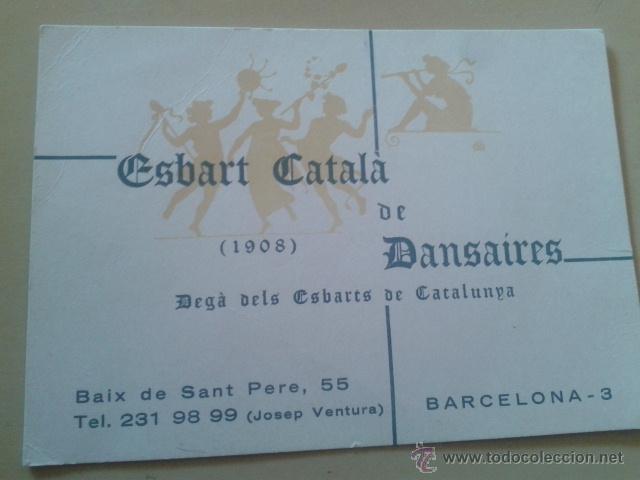 Esbart Català
de
(1908)
Dansaires
Degà dels Esbarts de Catalunya
Baix de Sant Pere, 55
Tel. 231 98 99 (Josep Ventura)
BARCELONA - 3
www.todocoleccion.net